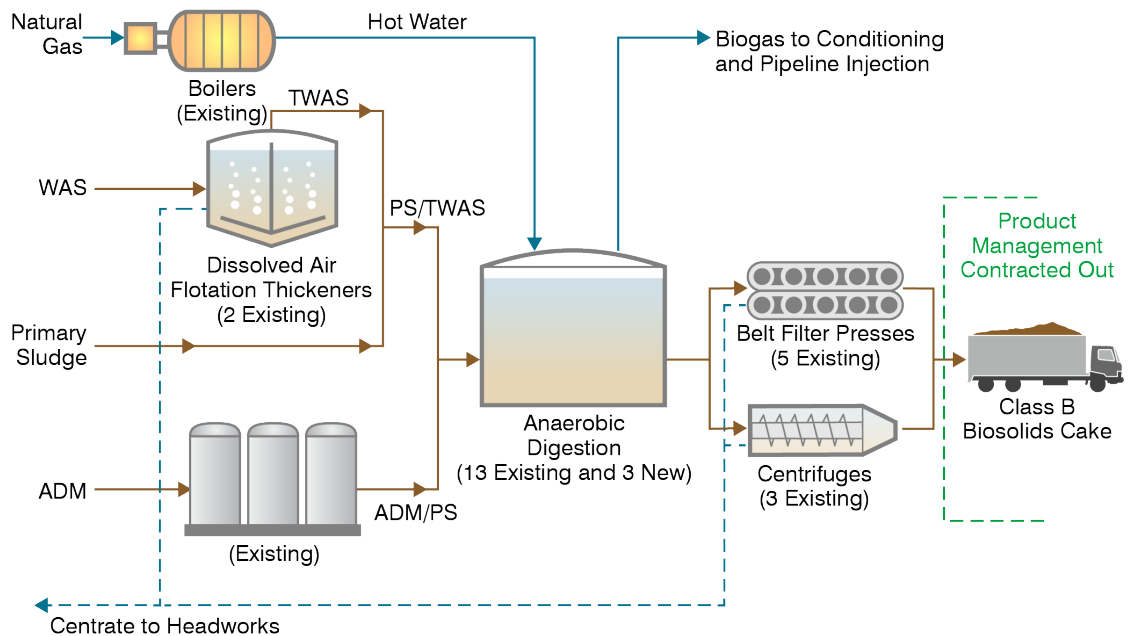 Natural
Gas
Hot Water
Biogas to Conditioning
and Pipeline Injection
Boilers
(Existing)
TWAS
WAS
PS/TWAS
Product
Management
Contracted Out
Dissolved Air
Flotation Thickeners
(2 Existing)
Primary
Sludge
Belt Filter Presses
(5 Existing)
Class B
Biosolids Cake
Anaerobic
Digestion
(13 Existing and 3 New)
Centrifuges
(3 Existing)
ADM
ADM/PS
(Existing)
Centrate to Headworks